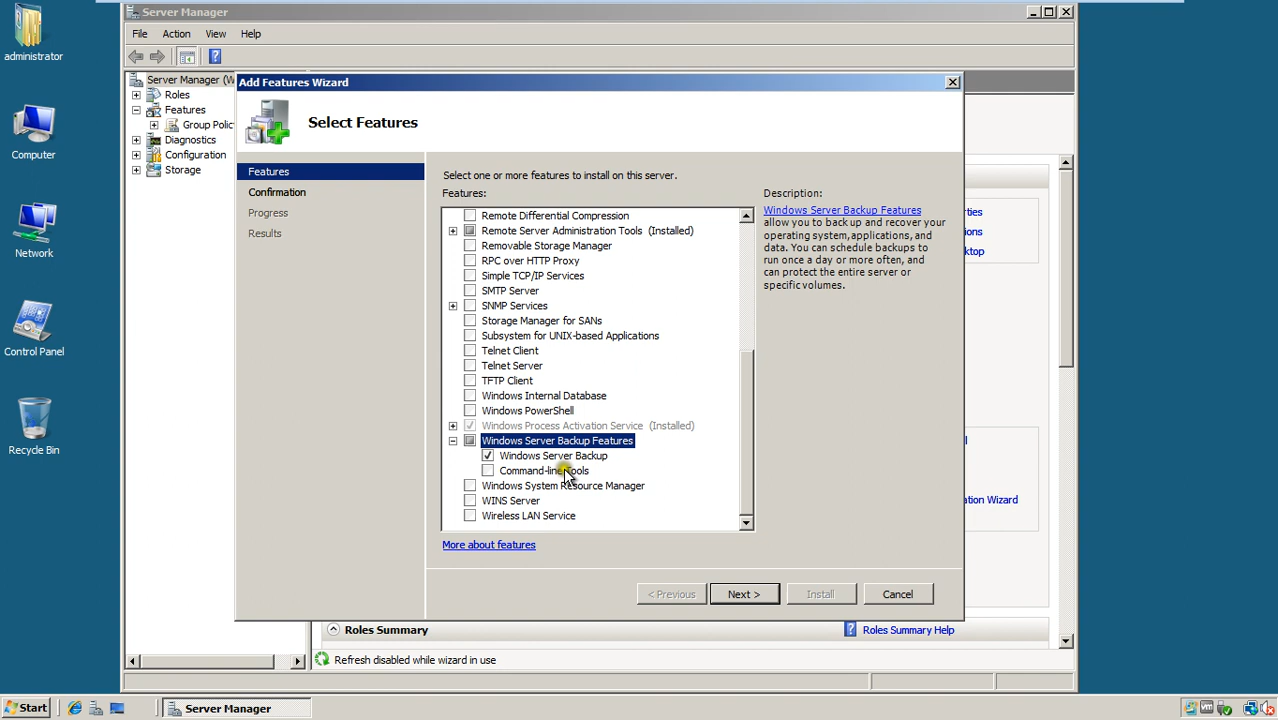 administrator
Computer
Network
Control Panel
Recycle Bin
Server Manager
File Action View Help
Server Manager (W
Roles
Features
Group Polic
Diagnostics
Configuration
Storage
Add Features Wizard
Select Features
Features
Confirmation
Progress
Results
Select one or more features to install on this server.
Features:
Remote Differential Compression
Remote Server Administration Tools (Installed)
Removable Storage Manager
RPC over HTTP Proxy
Simple TCP/IP Services
SMTP Server
SNMP Services
Storage Manager for SANs
Subsystem for UNIX-based Applications
Telnet Client
Telnet Server
TFTP Client
Windows Internal Database
Windows PowerShell
Windows Process Activation Service (Installed)
Windows Server Backup Features
Windows Server Backup
Command-line Tools
Windows System Resource Manager
WINS Server
Wireless LAN Service
More about features
Description:
Windows Server Backup Features
allow you to back up and recover your
operating system, applications, and
data. You can schedule backups to
run once a day or more often, and
can protect the entire server or
specific volumes.
< Previous
Next >
Install
Cancel
erties
ions
ktop
l
ation Wizard
Roles Summary
Roles Summary Help
Refresh disabled while wizard in use
Start
Server Manager